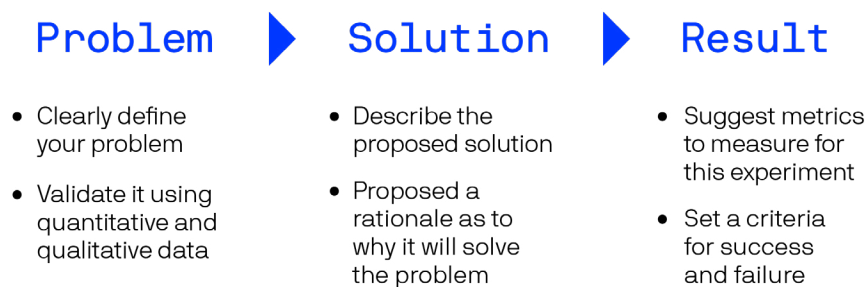 Problem
Solution
Result
• Clearly define
your problem
• Validate it using
quantitative and
qualitative data
• Describe the
proposed solution
• Proposed a
rationale as to
why it will solve
the problem
• Suggest metrics
to measure for
this experiment
• Set a criteria
for success
and failure